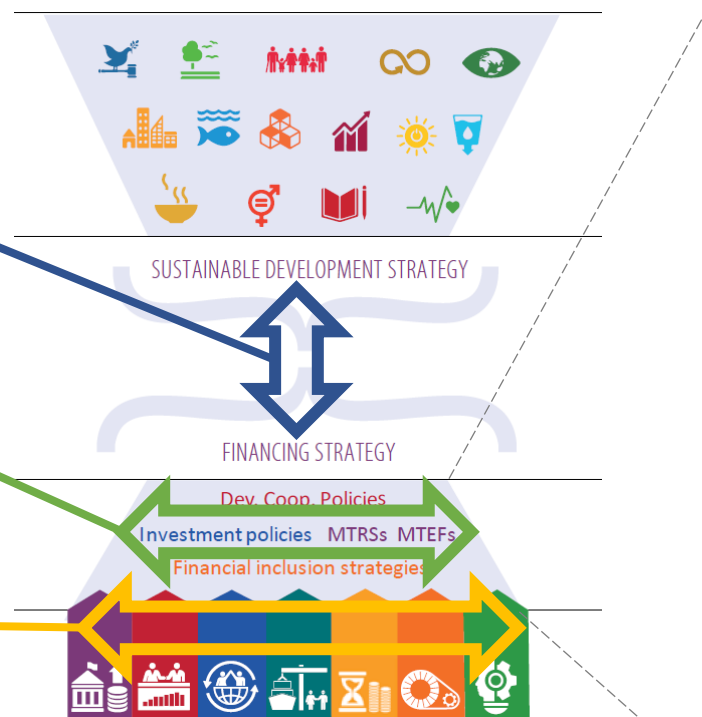 SUSTAINABLE DEVELOPMENT STRATEGY
FINANCING STRATEGY
Dev. Coop. Policies
Investment policies MTRSs MTEFs
Financial inclusion strategies